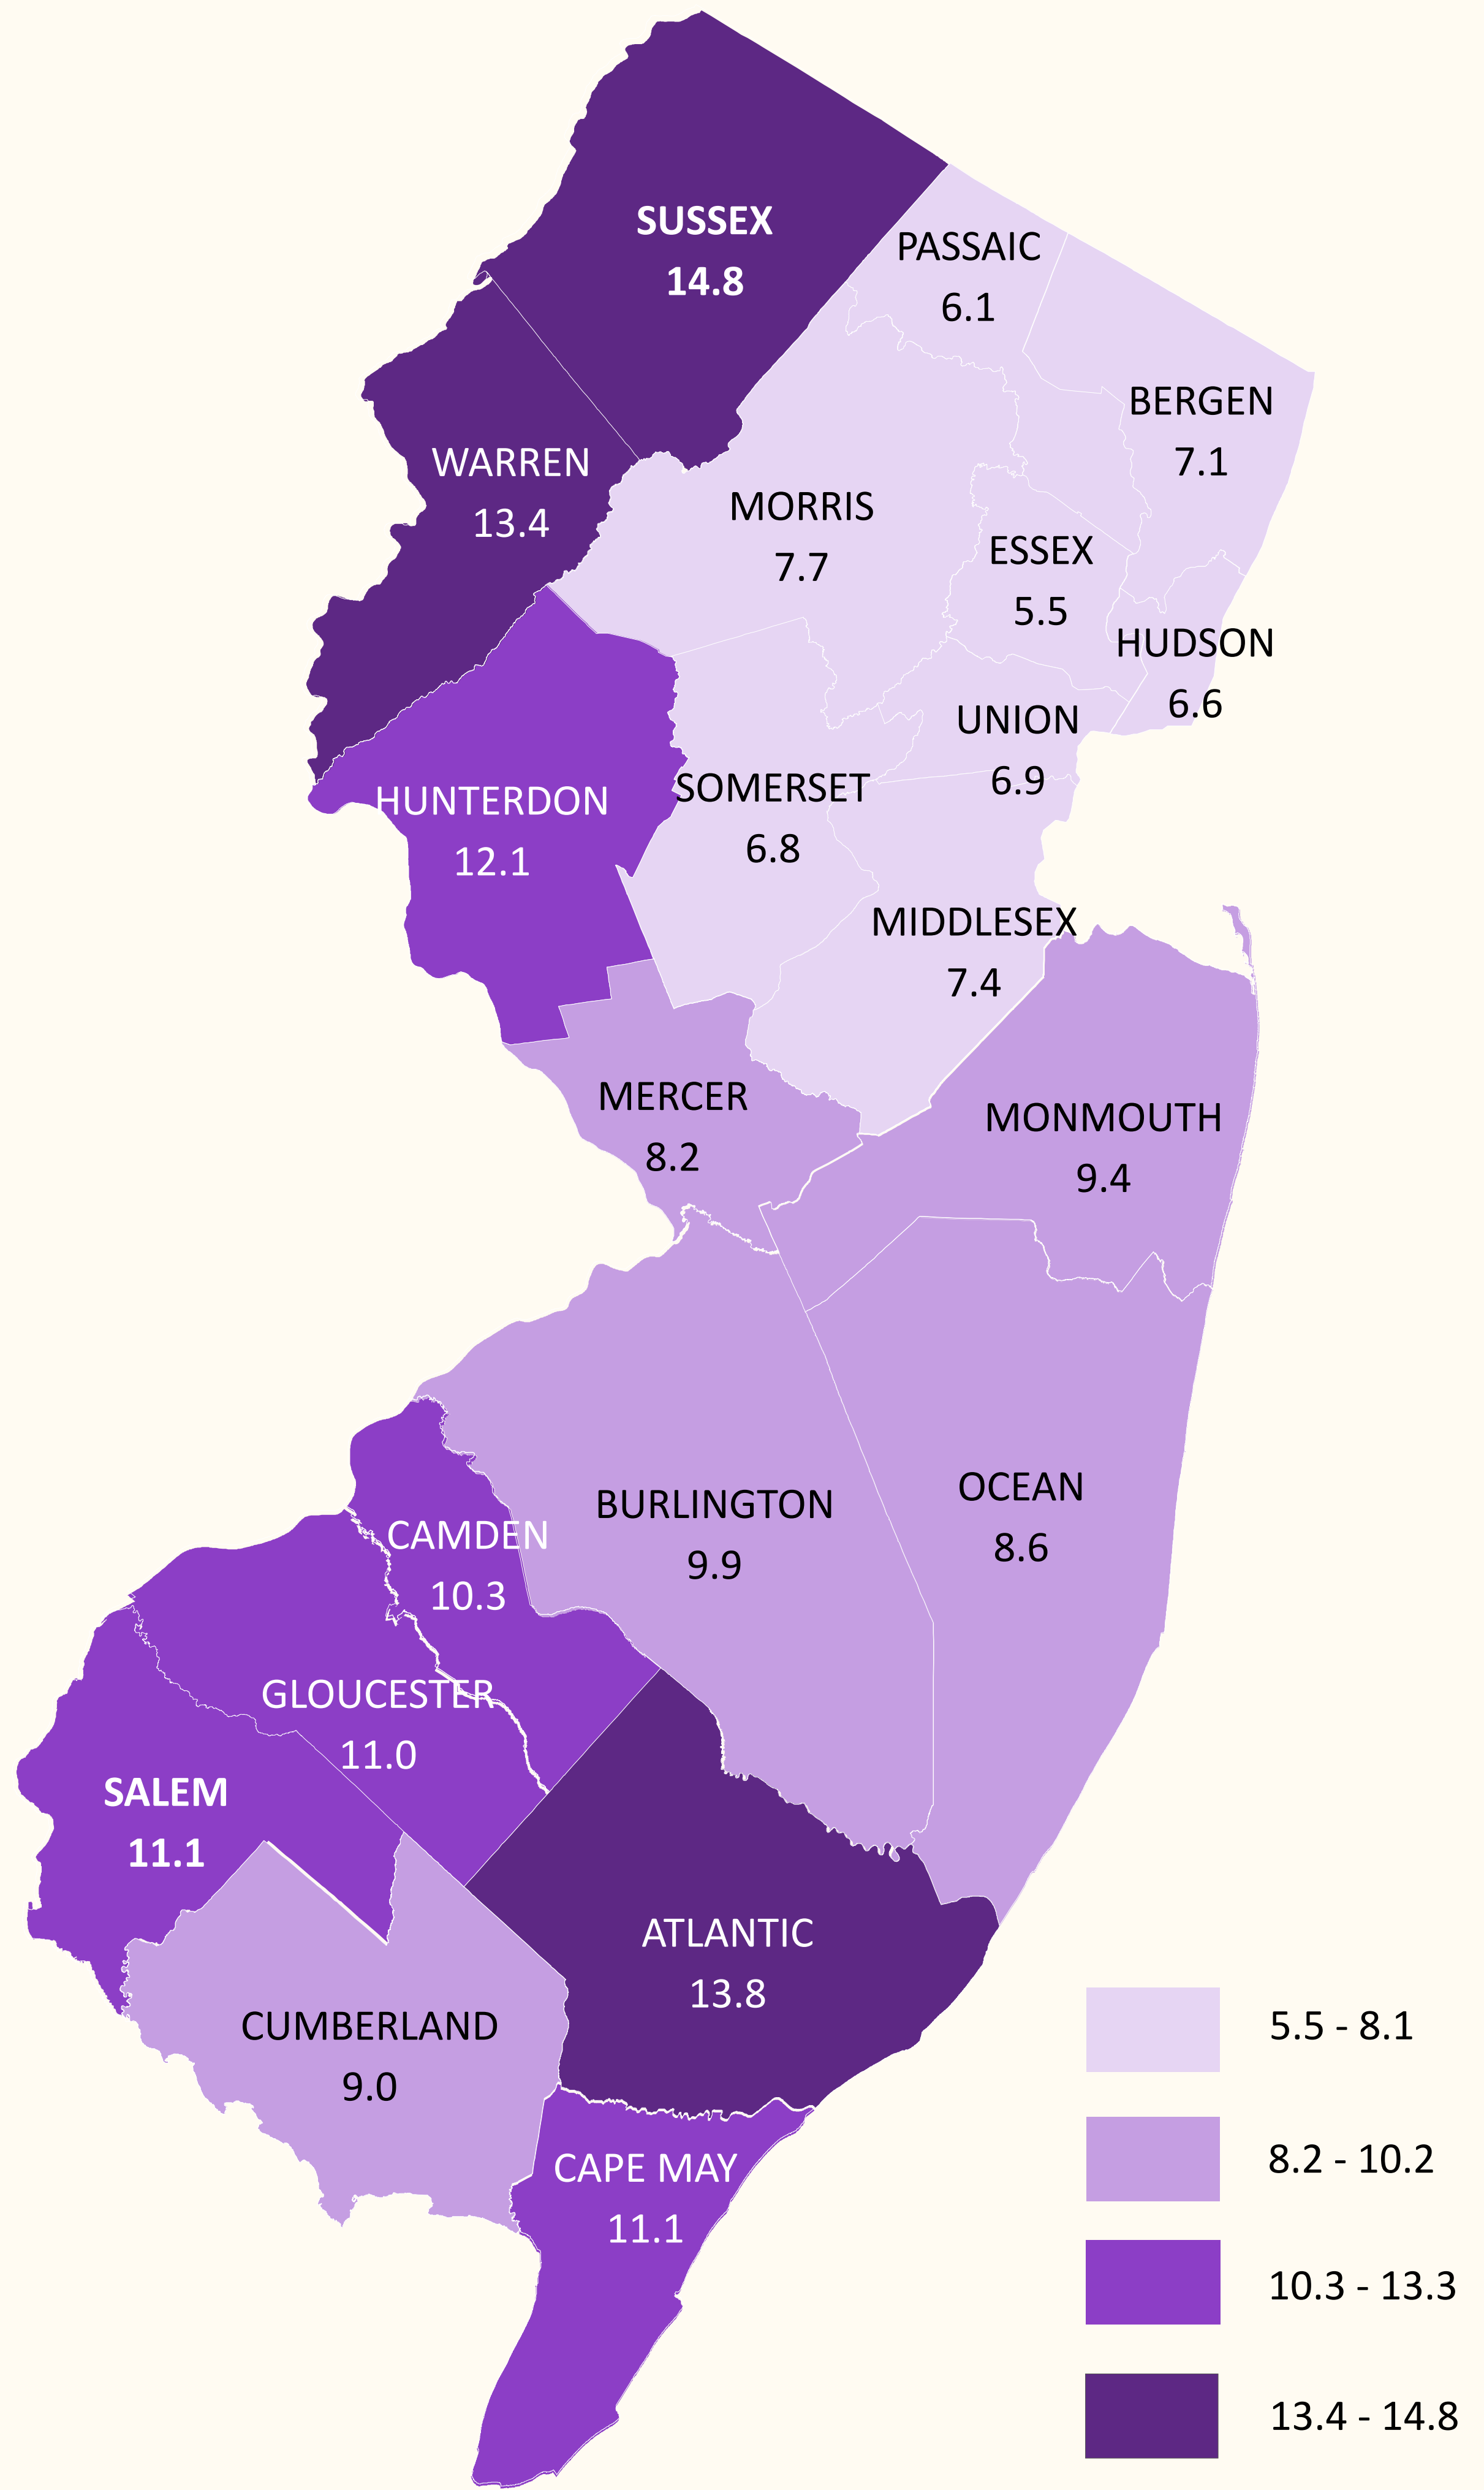 SUSSEX
14.8
PASSAIC
6.1
BERGEN
7.1
WARREN
13.4
MORRIS
7.7
ESSEX
5.5
HUDSON
6.6
UNION
6.9
HUNTERDON
12.1
SOMERSET
6.8
MIDDLESEX
7.4
MERCER
8.2
MONMOUTH
9.4
OCEAN
8.6
BURLINGTON
9.9
CAMDEN
10.3
GLOUCESTER
11.0
SALEM
11.1
ATLANTIC
13.8
CUMBERLAND
9.0
CAPE MAY
11.1
5.5 - 8.1
8.2 - 10.2
10.3 - 13.3
13.4 - 14.8